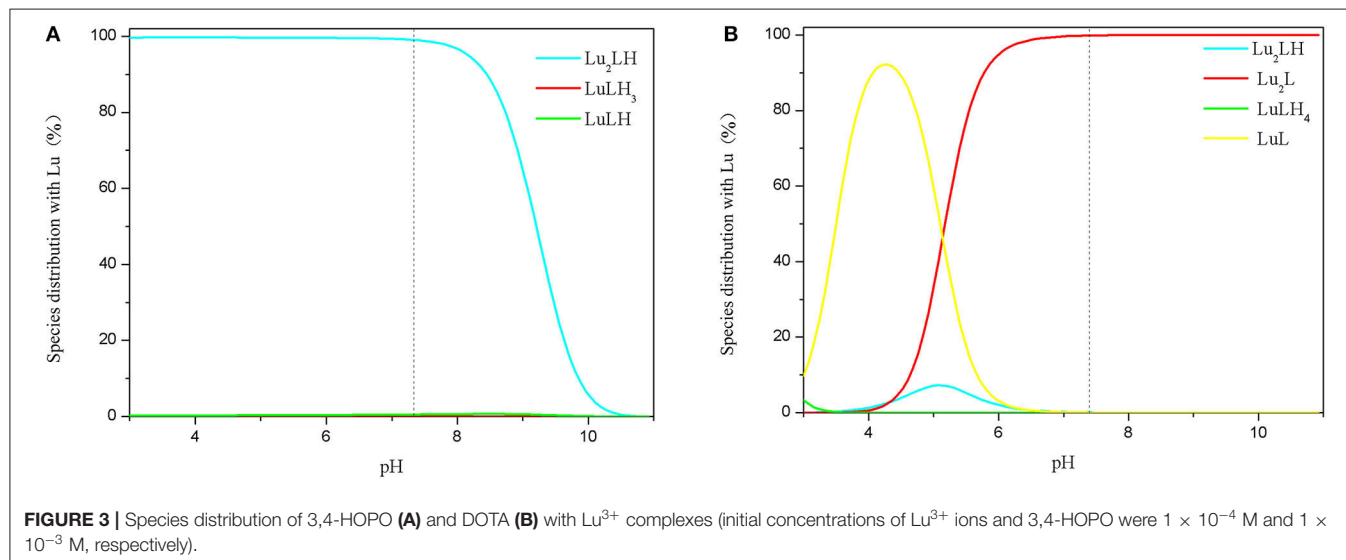 A
100
80
60
40
20
0
Species distribution with Lu (%)
4 6 8 10
pH
Lu₂LH
LuLH₃
LuLH
B
100
80
60
40
20
0
Species distribution with Lu (%)
4 6 8 10
pH
Lu₂LH
Lu₂L
LuLH₄
LuL
FIGURE 3 | Species distribution of 3,4-HOPO (A) and DOTA (B) with Lu³⁺ complexes (initial concentrations of Lu³⁺ ions and 3,4-HOPO were 1 × 10⁻⁴ M and 1 ×
10⁻³ M, respectively).